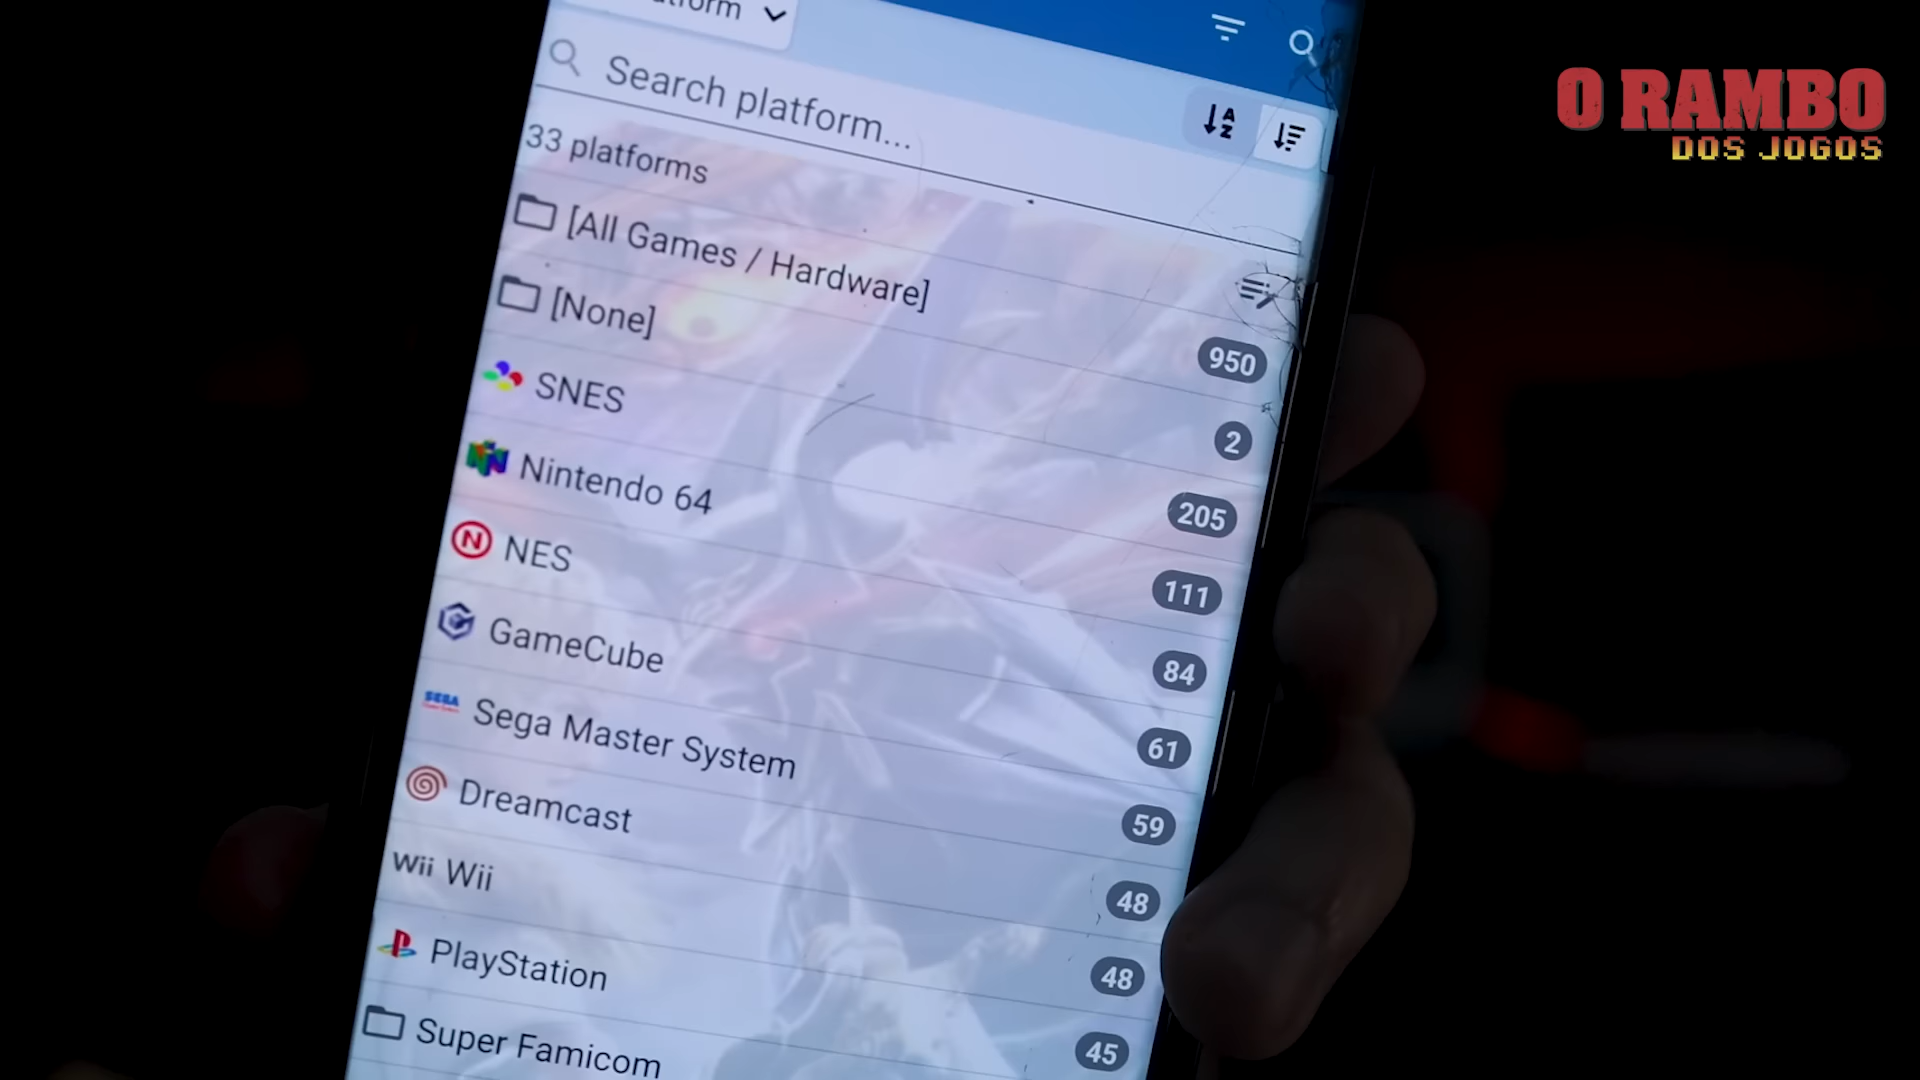 Search platform...
33 platforms
[All Games / Hardware]
950
[None]
2
SNES
205
Nintendo 64
111
NES
84
GameCube
61
SEGA
Sega Master System
59
Dreamcast
48
Wii Wii
48
PlayStation
45
Super Famicom
O RAMBO
DOS JOGOS